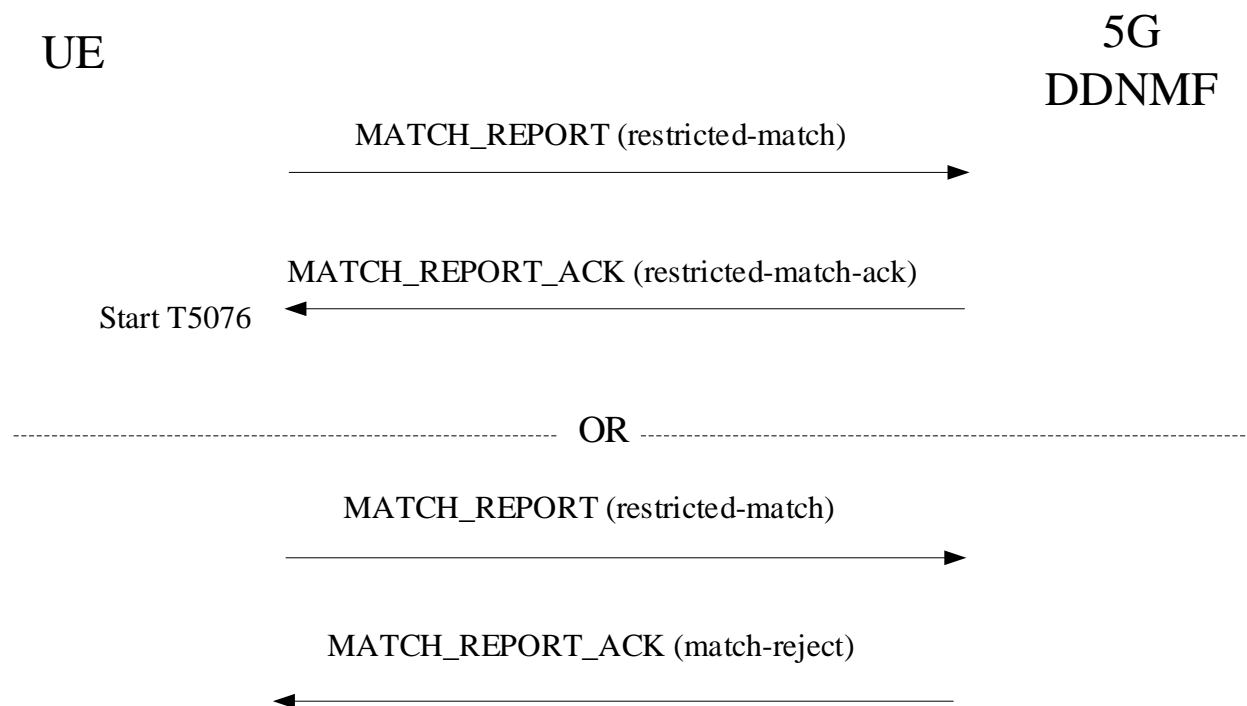 UE
5G
DDNMF
MATCH_REPORT (restricted-match)
MATCH_REPORT_ACK (restricted-match-ack)
Start T5076
OR
MATCH_REPORT (restricted-match)
MATCH_REPORT_ACK (match-reject)